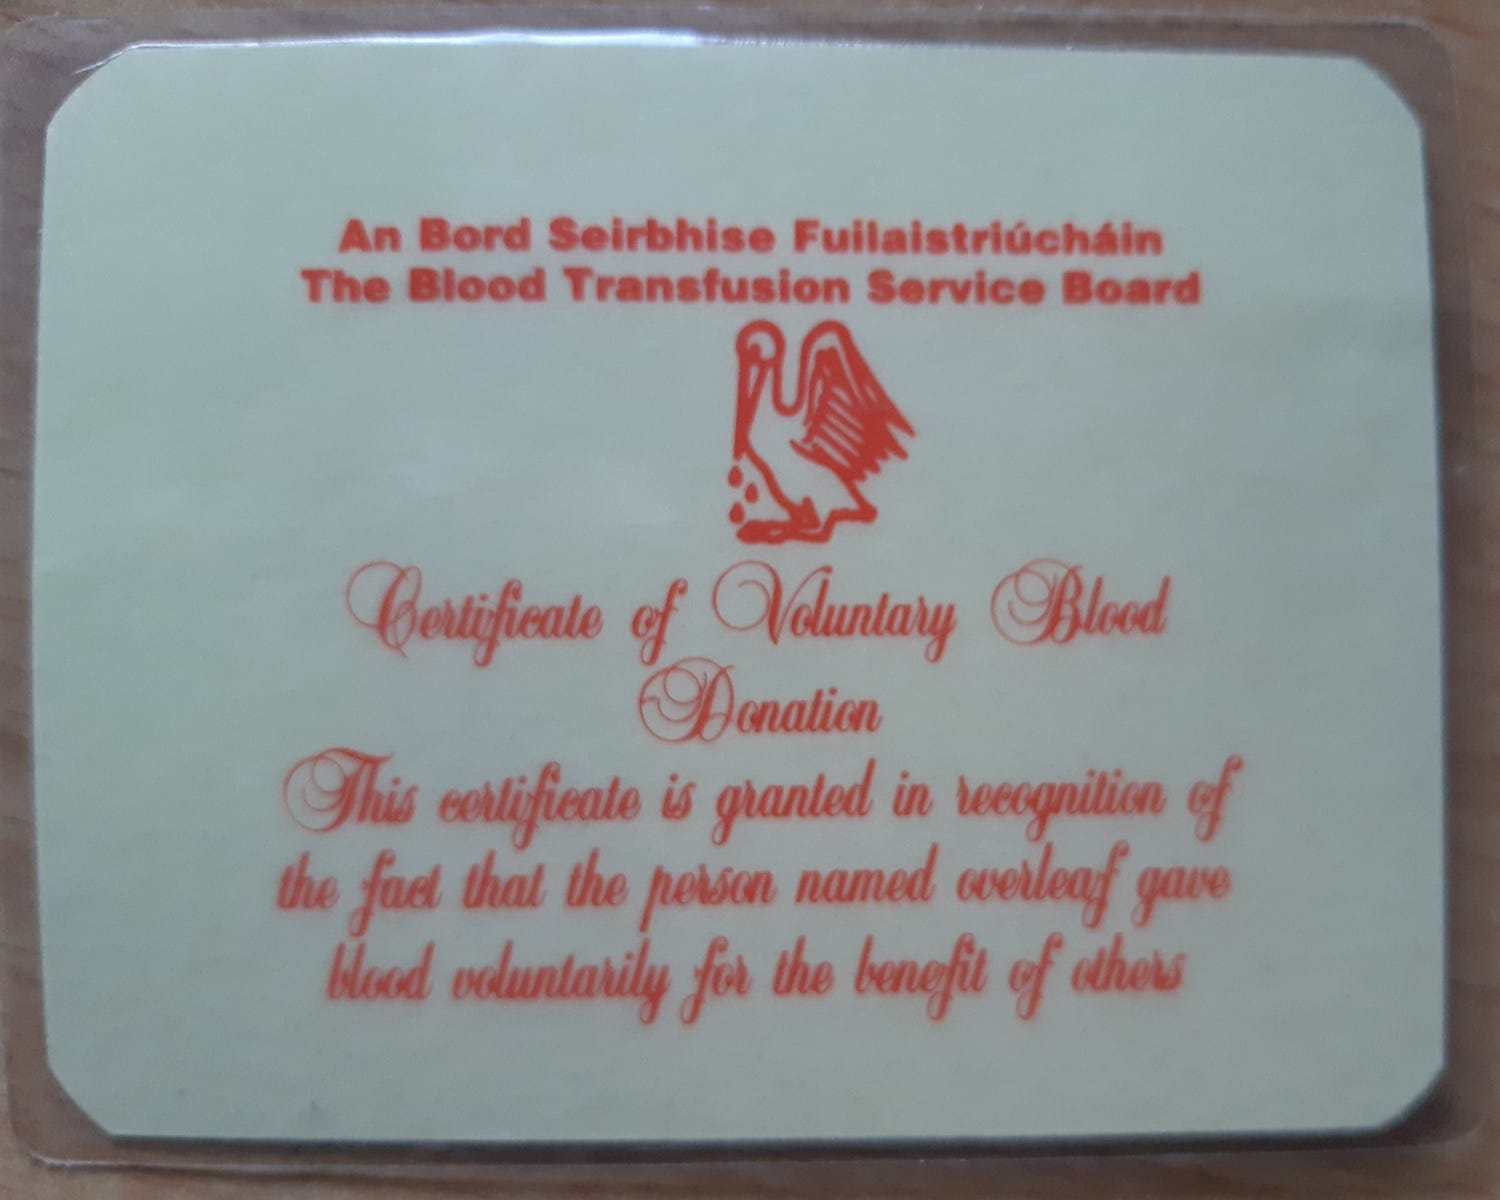 An Bord Seirbhise Fuilaistriúcháin
The Blood Transfusion Service Board
Certificate of Voluntary Blood
Donation
This certificate is granted in recognition of
the fact that the person named overleaf gave
blood voluntarily for the benefit of others